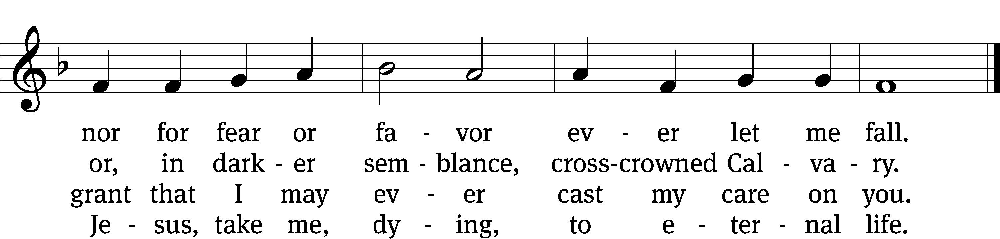 nor for fear or fa - vor ev - er let me fall.
or, in dark - er sem - blance, cross-crowned Cal - va - ry.
grant that I may ev - er cast my care on you.
Je - sus, take me, dy - ing, to e - ter - nal life.